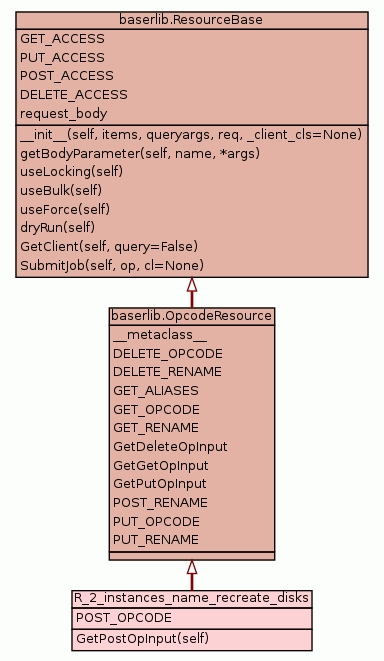 baserlib.ResourceBase
GET_ACCESS
PUT_ACCESS
POST_ACCESS
DELETE_ACCESS
request_body
__init__(self, items, queryargs, req, _client_cls=None)
getBodyParameter(self, name, *args)
useLocking(self)
useBulk(self)
useForce(self)
dryRun(self)
GetClient(self, query=False)
SubmitJob(self, op, cl=None)
baserlib.OpcodeResource
__metaclass__
DELETE_OPCODE
DELETE_RENAME
GET_ALIASES
GET_OPCODE
GET_RENAME
GetDeleteOpInput
GetGetOpInput
GetPutOpInput
POST_RENAME
PUT_OPCODE
PUT_RENAME
R_2_instances_name_recreate_disks
POST_OPCODE
GetPostOpInput(self)